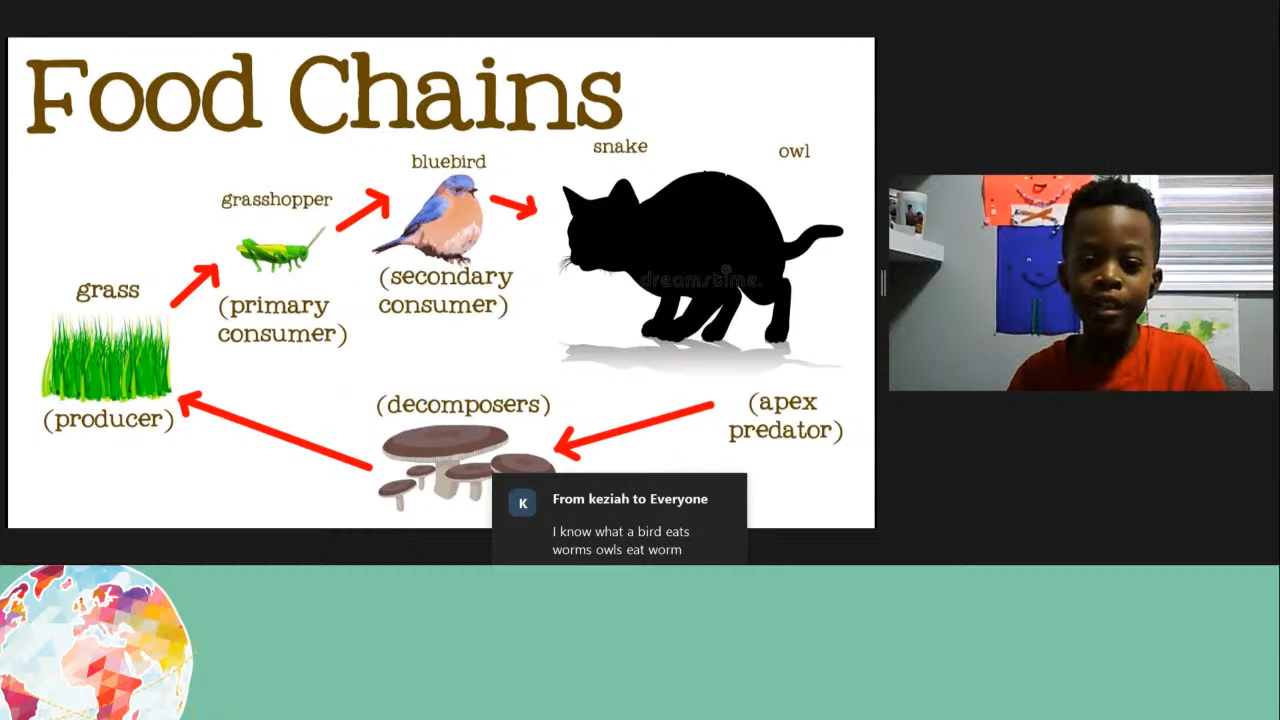 Food Chains
snake
owl
bluebird
grasshopper
(secondary
consumer)
grass
(primary
consumer)
dreamstime.
(producer)
(decomposers)
(apex
predator)
K
From keziah to Everyone
I know what a bird eats
worms owls eat worm